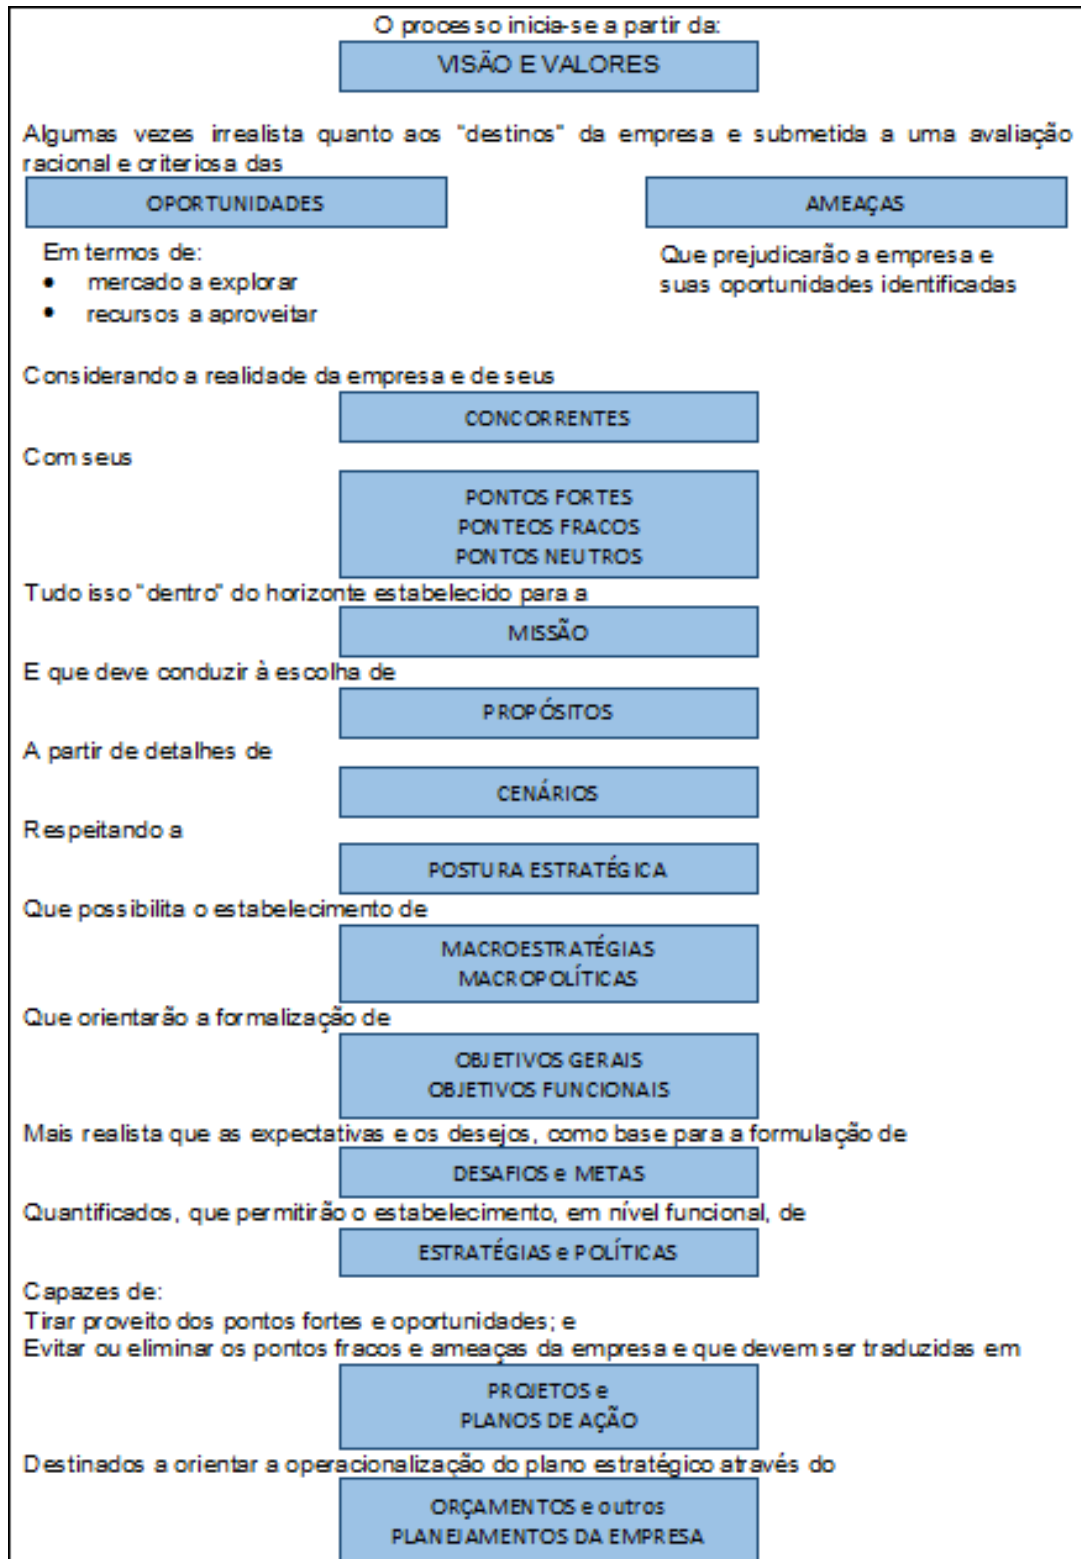 O processo inicia-se a partir da:
VISÃO E VALORES
Algumas vezes irrealista quanto aos "destinos" da empresa e submetida a uma avaliação
racional e criteriosa das
OPORTUNIDADES
AMEAÇAS
Em termos de:
• mercado a explorar
• recursos a aproveitar
Que prejudicarão a empresa e
suas oportunidades identificadas
Considerando a realidade da empresa e de seus
CONCORRENTES
Com seus
PONTOS FORTES
PONTEOS FRACOS
PONTOS NEUTROS
Tudo isso "dentro" do horizonte estabelecido para a
MISSÃO
E que deve conduzir à escolha de
PROPÓSITOS
A partir de detalhes de
CENÁRIOS
Respeitando a
POSTURA ESTRATÉGICA
Que possibilita o estabelecimento de
MACROESTRATÉGIAS
MACROPOLÍTICAS
Que orientarão a formalização de
OBJETIVOS GERAIS
OBJETIVOS FUNCIONAIS
Mais realista que as expectativas e os desejos, como base para a formulação de
DESAFIOS e METAS
Quantificados, que permitirão o estabelecimento, em nível funcional, de
ESTRATÉGIAS e POLÍTICAS
Capazes de:
Tirar proveito dos pontos fortes e oportunidades; e
Evitar ou eliminar os pontos fracos e ameaças da empresa e que devem ser traduzidas em
PROJETOS e
PLANOS DE AÇÃO
Destinados a orientar a operacionalização do plano estratégico através do
ORÇAMENTOS e outros
PLANEJAMENTOS DA EMPRESA